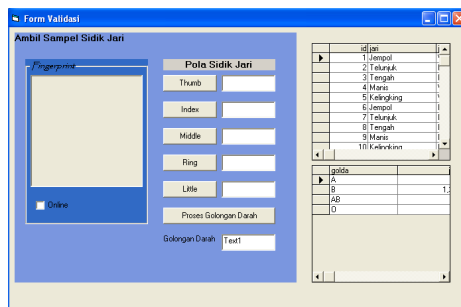 Form Validasi
Ambil Sampel Sidik Jari
Fingerprint
Online
Pola Sidik Jari
Thumb
Index
Middle
Ring
Little
Proses Golongan Darah
Golongan Darah Text1
id jari
1 Jempol
2 Telunjuk
3 Tengah
4 Manis
5 Kelingking
6 Jempol
7 Telunjuk
8 Tengah
9 Manis
10 Kelingking
golda
A
B
AB
O